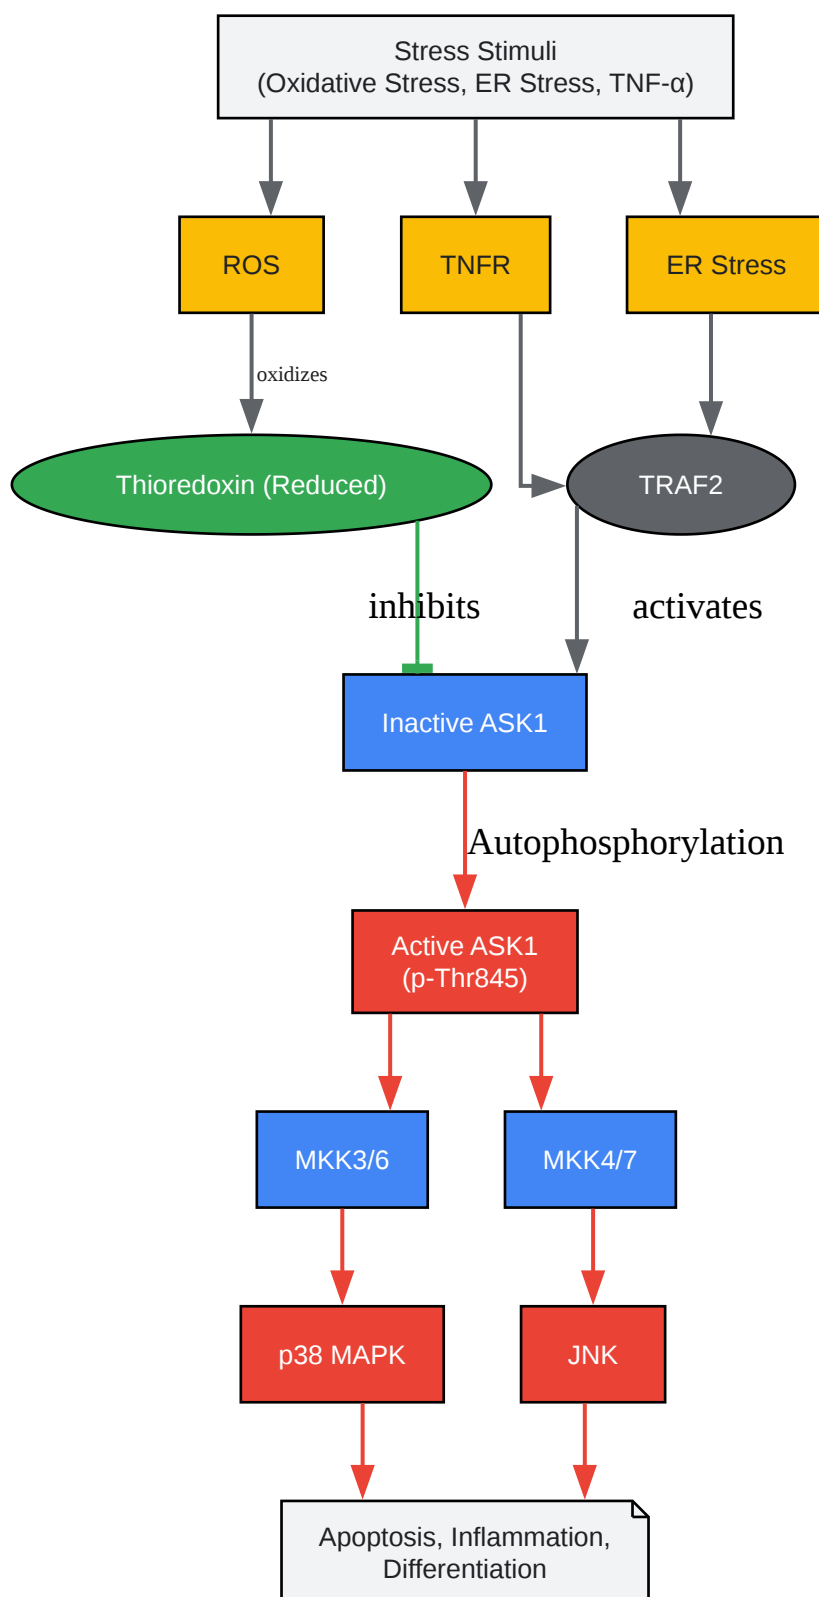 Stress Stimuli
(Oxidative Stress, ER Stress, TNF-α)
ROS
TNFR
ER Stress
oxidizes
Thioredoxin (Reduced)
TRAF2
inhibits
activates
Inactive ASK1
Autophosphorylation
Active ASK1
(p-Thr845)
MKK3/6
MKK4/7
p38 MAPK
JNK
Apoptosis, Inflammation,
Differentiation